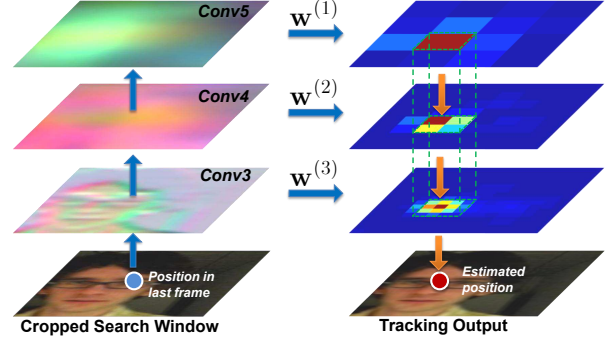 Conv5
w(1)
Conv4
w(2)
Conv3
w(3)
Position in
last frame
Estimated
position
Cropped Search Window
Tracking Output